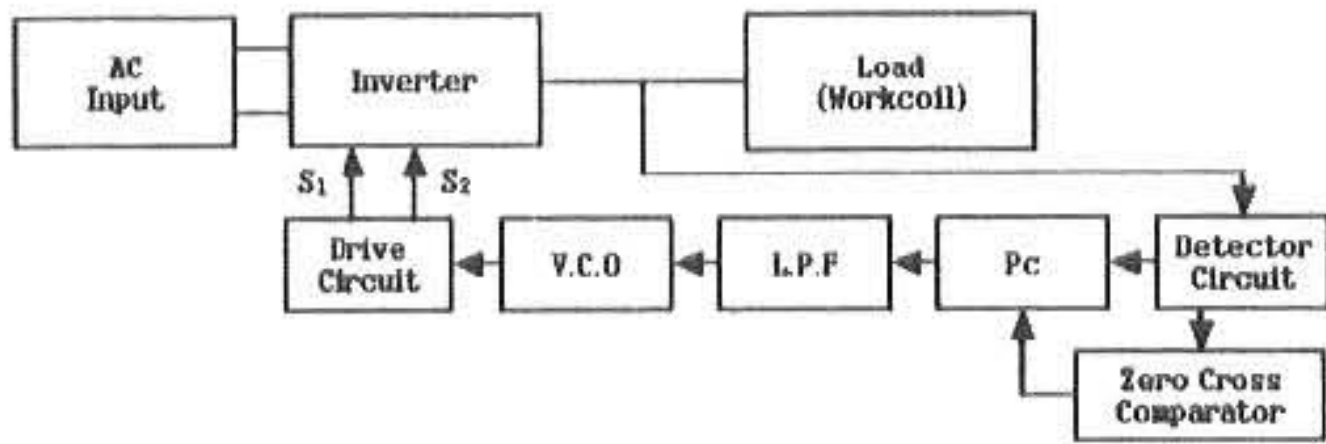 AC
Input
Inverter
Load
(Workcoil)
S₁
S₂
Drive
Circuit
V.C.O
L.P.F
Pc
Detector
Circuit
Zero Cross
Comparator